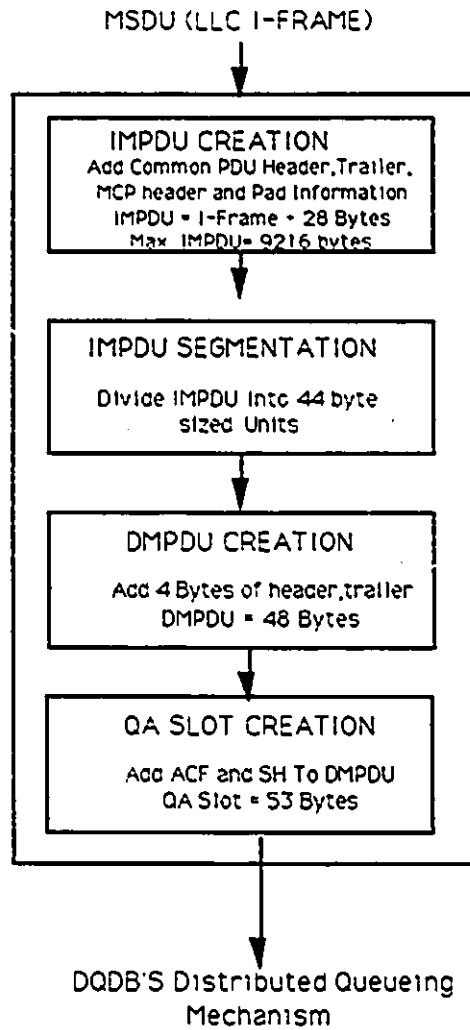 MSDU (LLC I-FRAME)
IMPDU CREATION
Add Common PDU Header,Trailer,
MCP header and Pad Information
IMPDU = I-Frame + 28 Bytes
Max IMPDU= 9216 bytes
IMPDU SEGMENTATION
Divide IMPDU into 44 byte
sized Units
DMPDU CREATION
Add 4 Bytes of header,trailer
DMPDU = 48 Bytes
QA SLOT CREATION
Add ACF and SH To DMPDU
QA Slot = 53 Bytes
DQDB'S Distributed Queueing
Mechanism